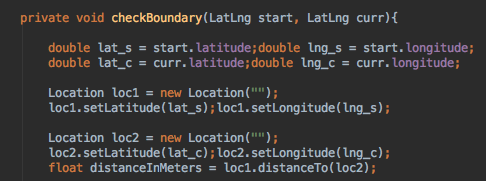 private void checkBoundary(LatLng start, LatLng curr){
double lat_s = start.latitude;double lng_s = start.longitude;
double lat_c = curr.latitude;double lng_c = curr.longitude;
Location loc1 = new Location("");
loc1.setLatitude(lat_s);loc1.setLongitude(lng_s);
Location loc2 = new Location("");
loc2.setLatitude(lat_c);loc2.setLongitude(lng_c);
float distanceInMeters = loc1.distanceTo(loc2);